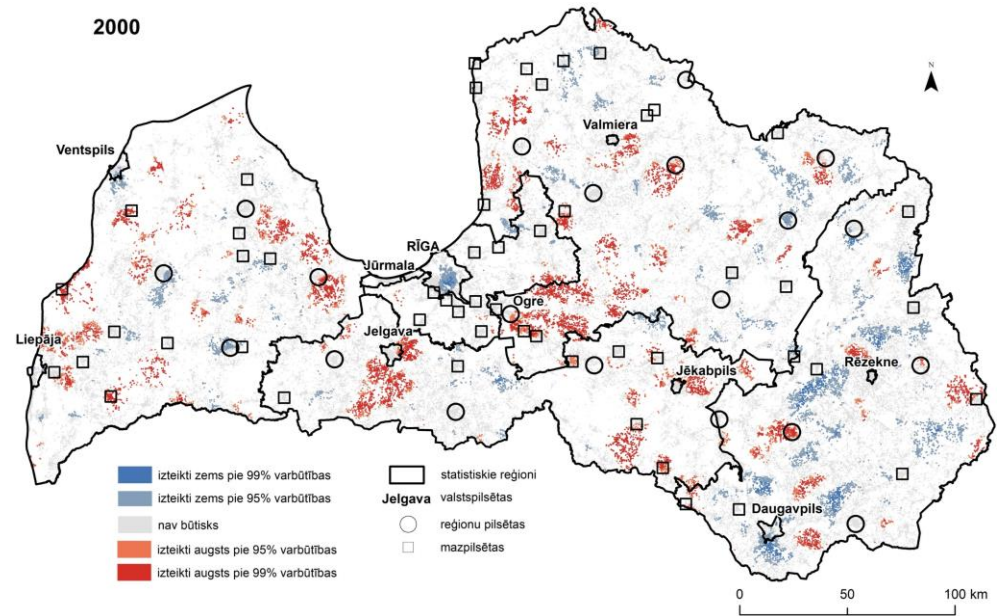 2000
N
Valmiera
Ventspils
RĪGA
Jūrmala
Ogre
Liepāja
Jelgava
Jēkabpils
Rēzekne
Daugavpils
izteikti zems pie 99% varbūtības
izteikti zems pie 95% varbūtības
nav būtisks
izteikti augsts pie 95% varbūtības
izteikti augsts pie 99% varbūtības
statistiskie reģioni
Jelgava valstspilsētas
reģionu pilsētas
mazpilsētas
0 50 100 km